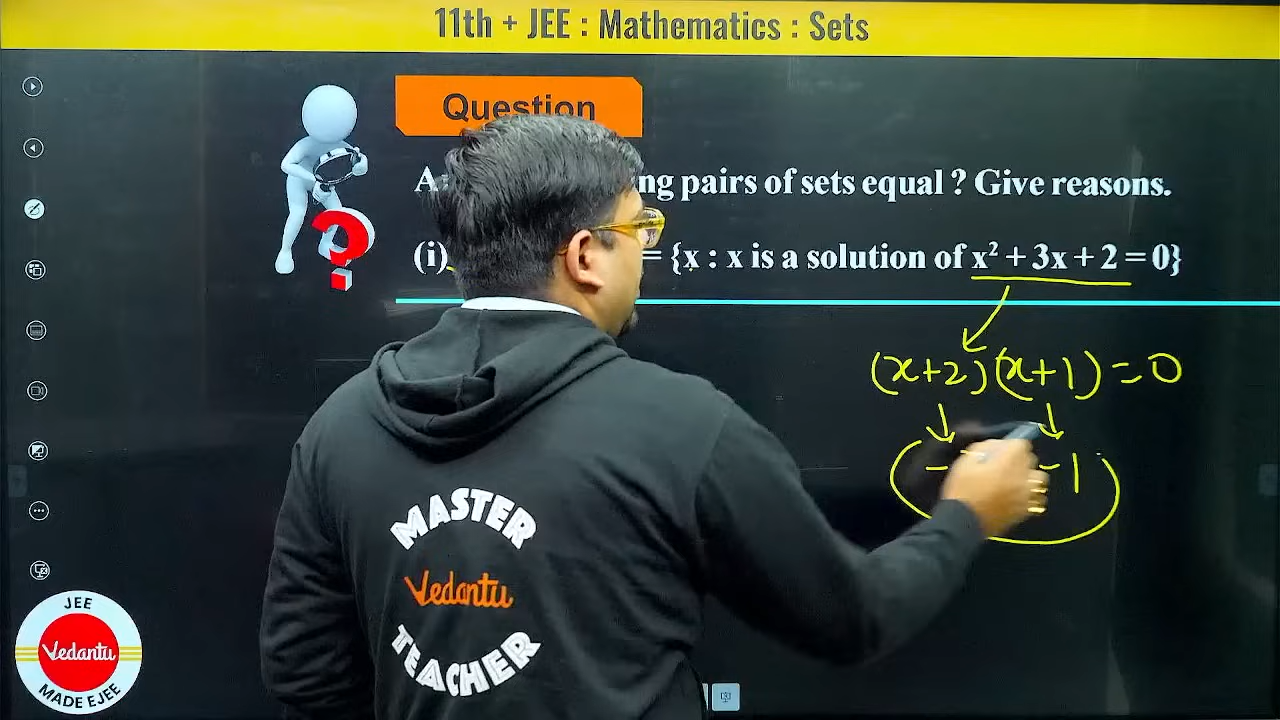 11th + JEE : Mathematics : Sets
Question
ng pairs of sets equal ? Give reasons.
(i) = {x : x is a solution of x² + 3x + 2 = 0}
(x+2)(x+1) = 0
-1
MASTER
Vedantu
TEACHER
JEE
Vedantu
MADE EJEE